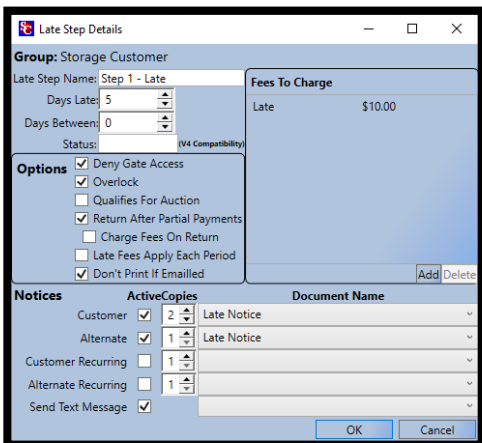 Late Step Details
Group: Storage Customer
Late Step Name: Step 1 - Late
Days Late: 5
Days Between: 0
Status: (V4 Compatibility)
Fees To Charge
Late $10.00
Options
Deny Gate Access
Overlock
Qualifies For Auction
Return After Partial Payments
Charge Fees On Return
Late Fees Apply Each Period
Don't Print If Emailled
Add Delete
Notices Active Copies Document Name
Customer 2 Late Notice
Alternate 1 Late Notice
Customer Recurring 1
Alternate Recurring 1
Send Text Message
OK Cancel